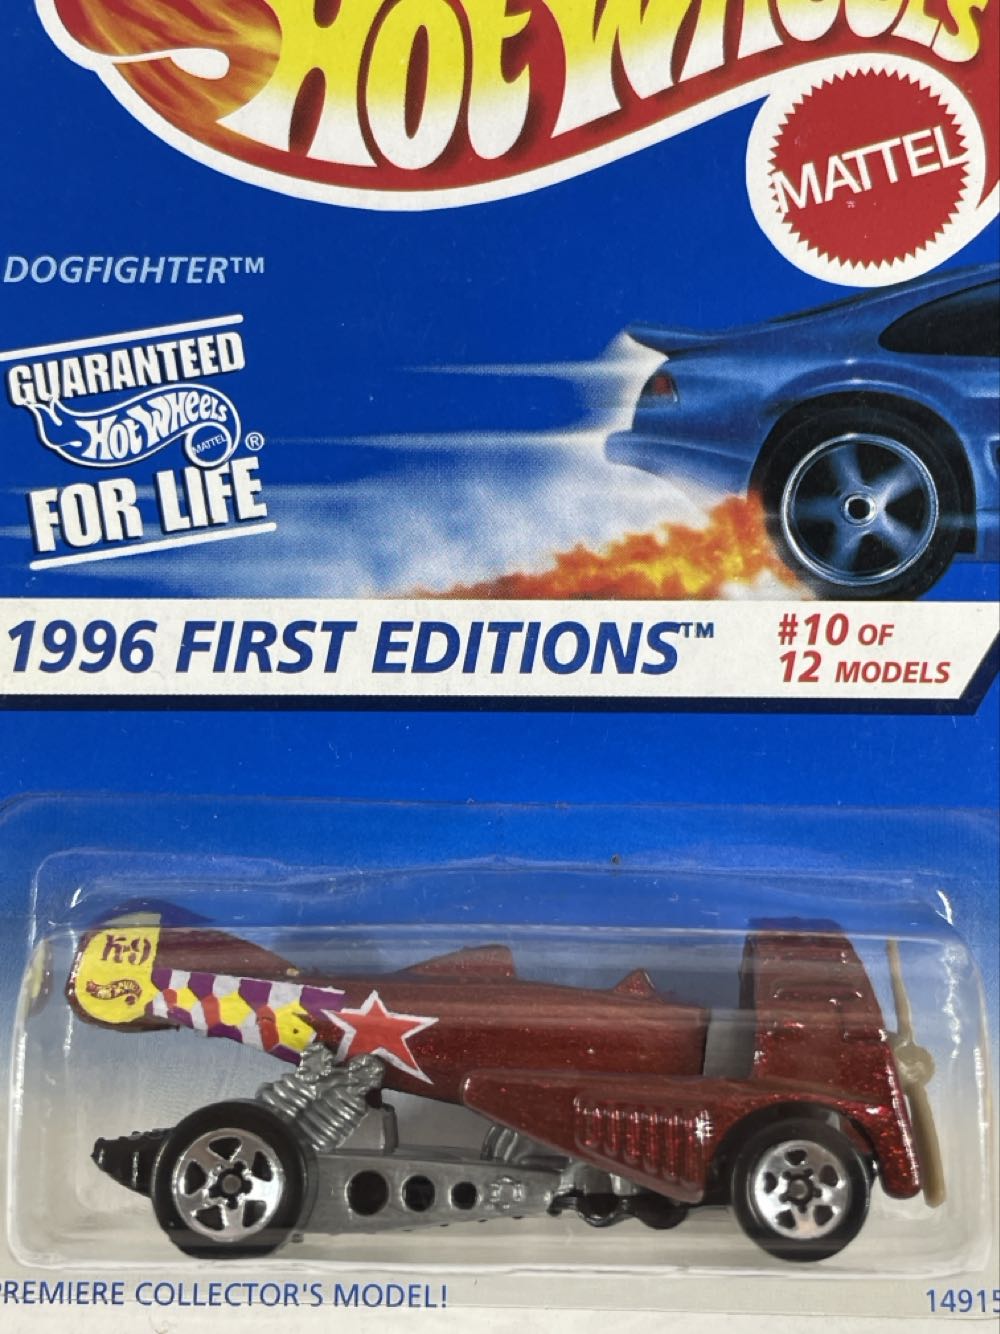 HOT WHEELS
MATTEL
DOGFIGHTER™
GUARANTEED
HOT WHEELS
MATTEL ®
FOR LIFE
1996 FIRST EDITIONS™
#10 OF
12 MODELS
K-9
PREMIERE COLLECTOR'S MODEL!
14915